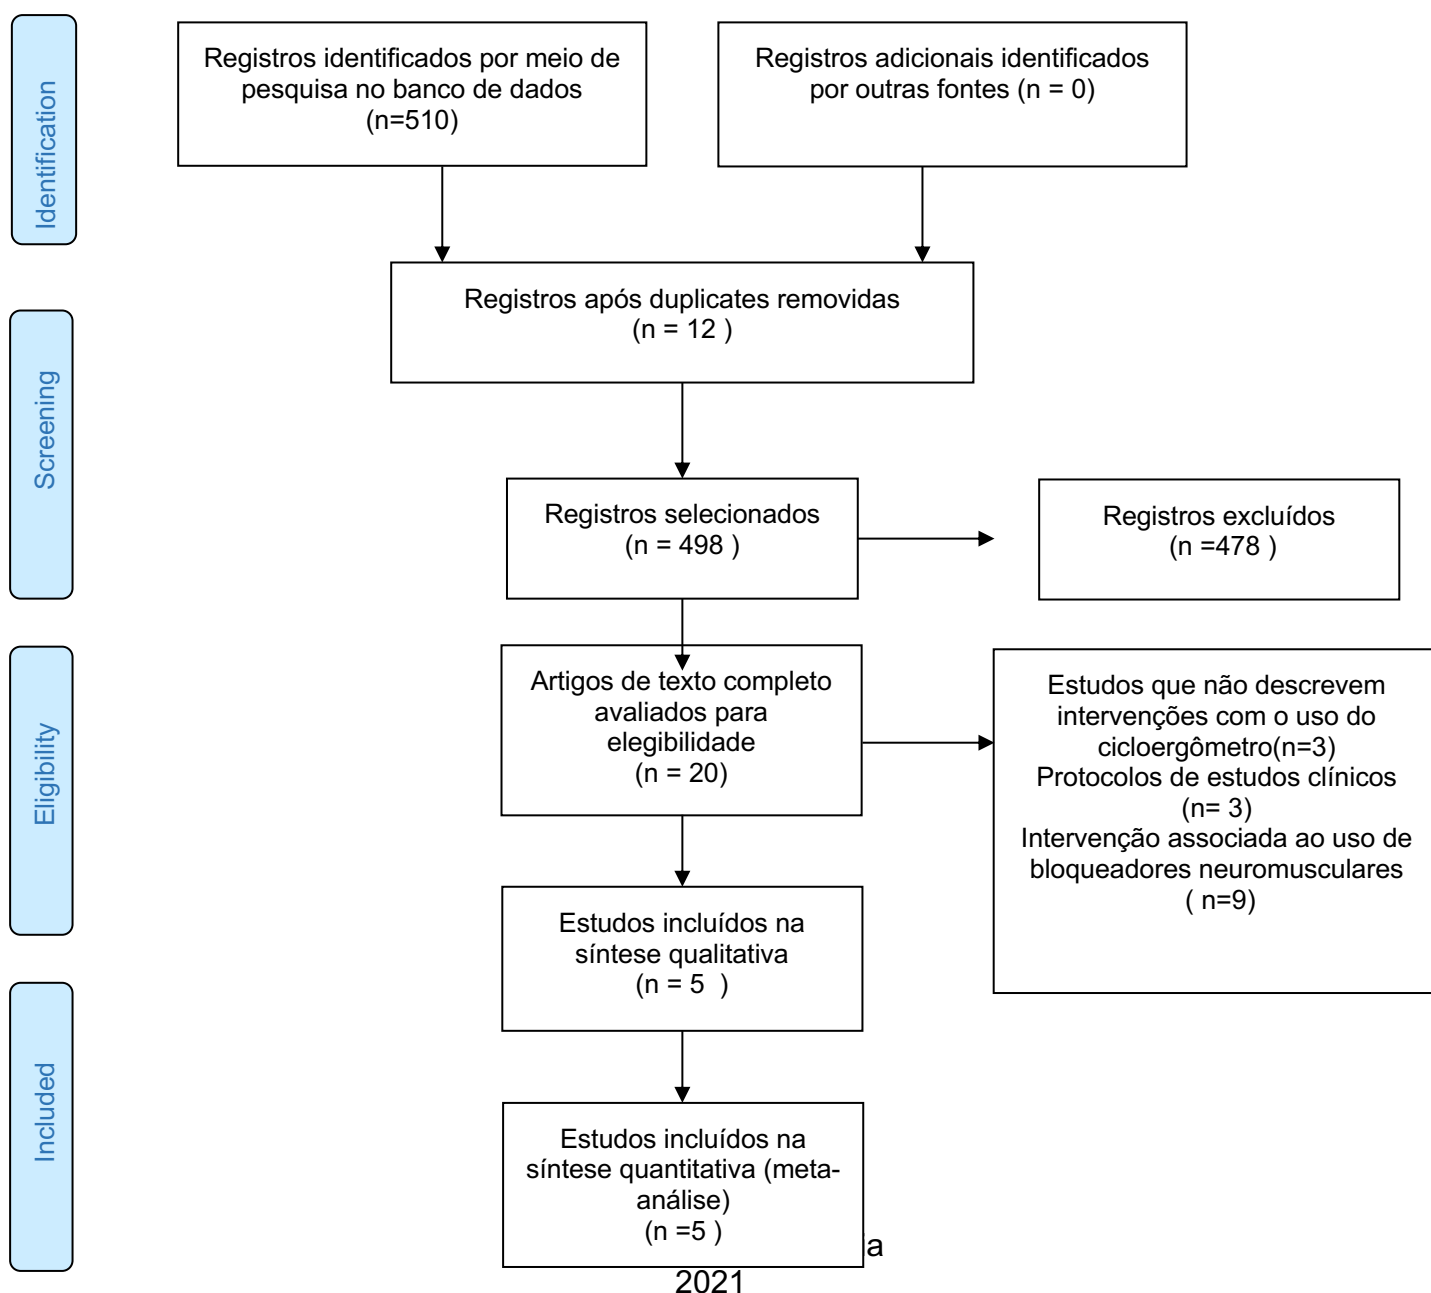 Identification
Registros identificados por meio de
pesquisa no banco de dados
(n=510)
Registros adicionais identificados
por outras fontes (n = 0)
Registros após duplicates removidas
(n = 12 )
Screening
Registros selecionados
(n = 498 )
Registros excluídos
(n =478 )
Eligibility
Artigos de texto completo
avaliados para
elegibilidade
(n = 20)
Estudos que não descrevem
intervenções com o uso do
cicloergômetro(n=3)
Protocolos de estudos clínicos
(n= 3)
Intervenção associada ao uso de
bloqueadores neuromusculares
( n=9)
Estudos incluídos na
síntese qualitativa
(n = 5 )
Included
Estudos incluídos na
síntese quantitativa (meta-
análise)
(n =5 )
2021